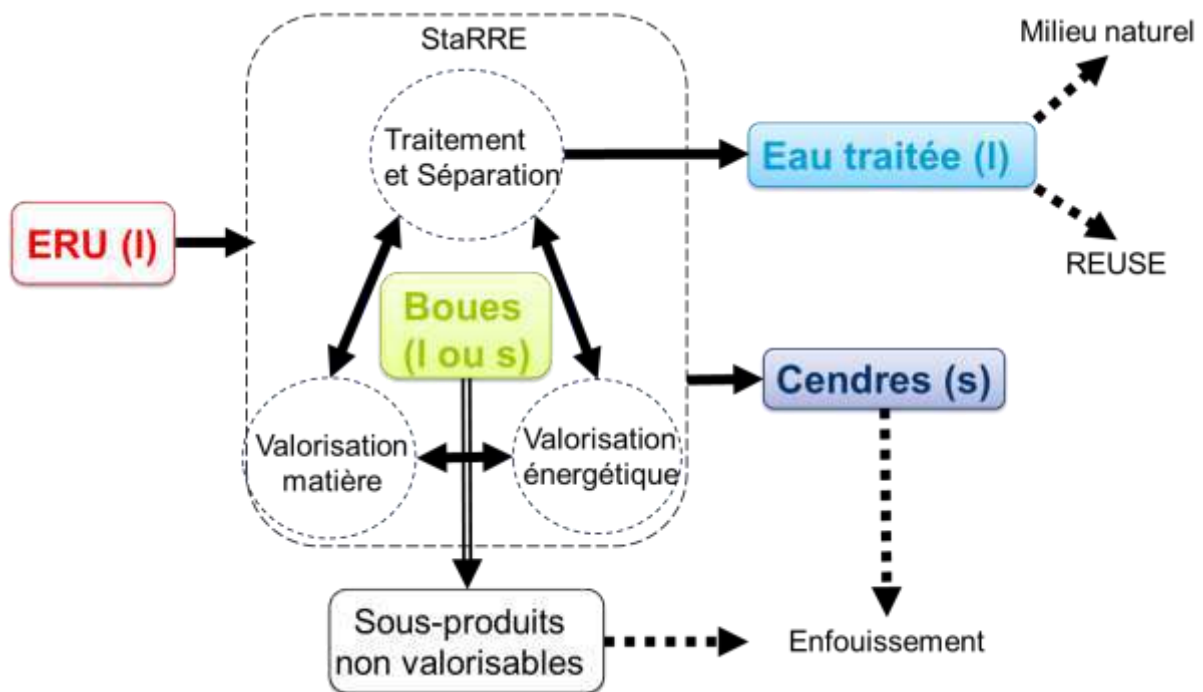 StaRRE
Milieu naturel
Traitement
et Séparation
Eau traitée (l)
ERU (l)
REUSE
Boues
(l ou s)
Cendres (s)
Valorisation
matière
Valorisation
énergétique
Sous-produits
non valorisables
Enfouissement